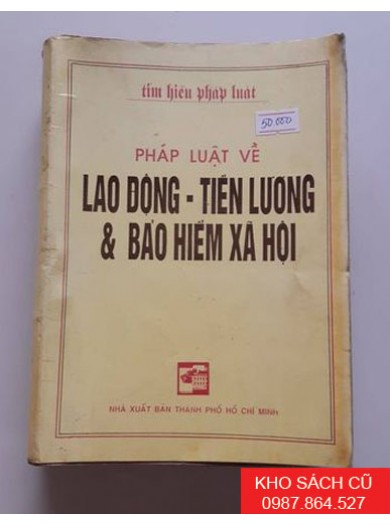 tìm hiểu pháp luật
50.000
PHÁP LUẬT VỀ
LAO ĐỘNG - TIỀN LƯƠNG
& BẢO HIỂM XÃ HỘI
NHÀ XUẤT BẢN THÀNH PHỐ HỒ CHÍ MINH
KHO SÁCH CŨ
0987.864.527